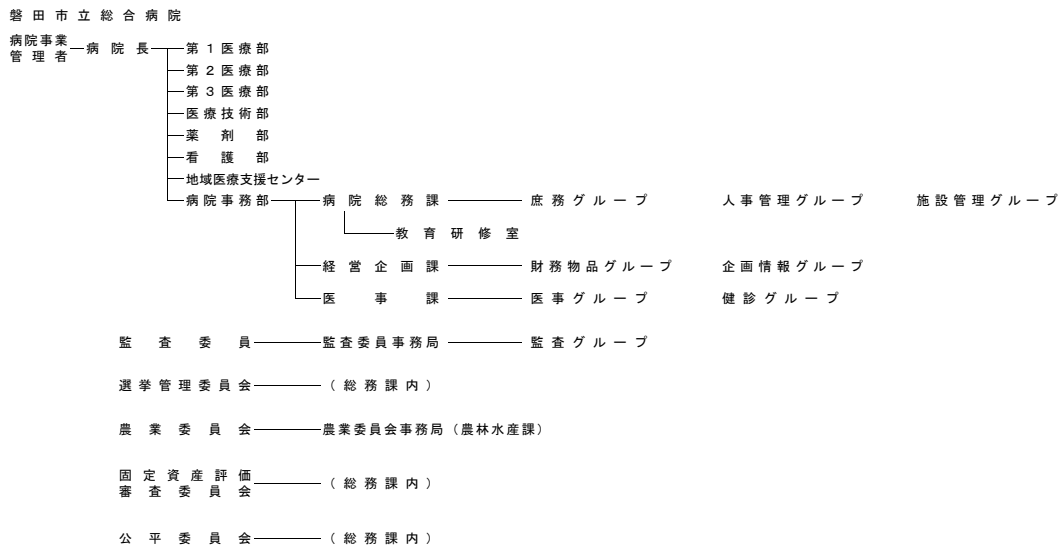 磐田市立総合病院
病院事業
管理者
病院長
第1医療部
第2医療部
第3医療部
医療技術部
薬剤部
看護部
地域医療支援センター
病院事務部 病院総務課 庶務グループ 人事管理グループ 施設管理グループ
教育研修室
経営企画課 財務物品グループ 企画情報グループ
医事課 医事グループ 健診グループ
監査委員 監査委員事務局 監査グループ
選挙管理委員会 (総務課内)
農業委員会 農業委員会事務局(農林水産課)
固定資産評価
審査委員会
(総務課内)
公平委員会 (総務課内)